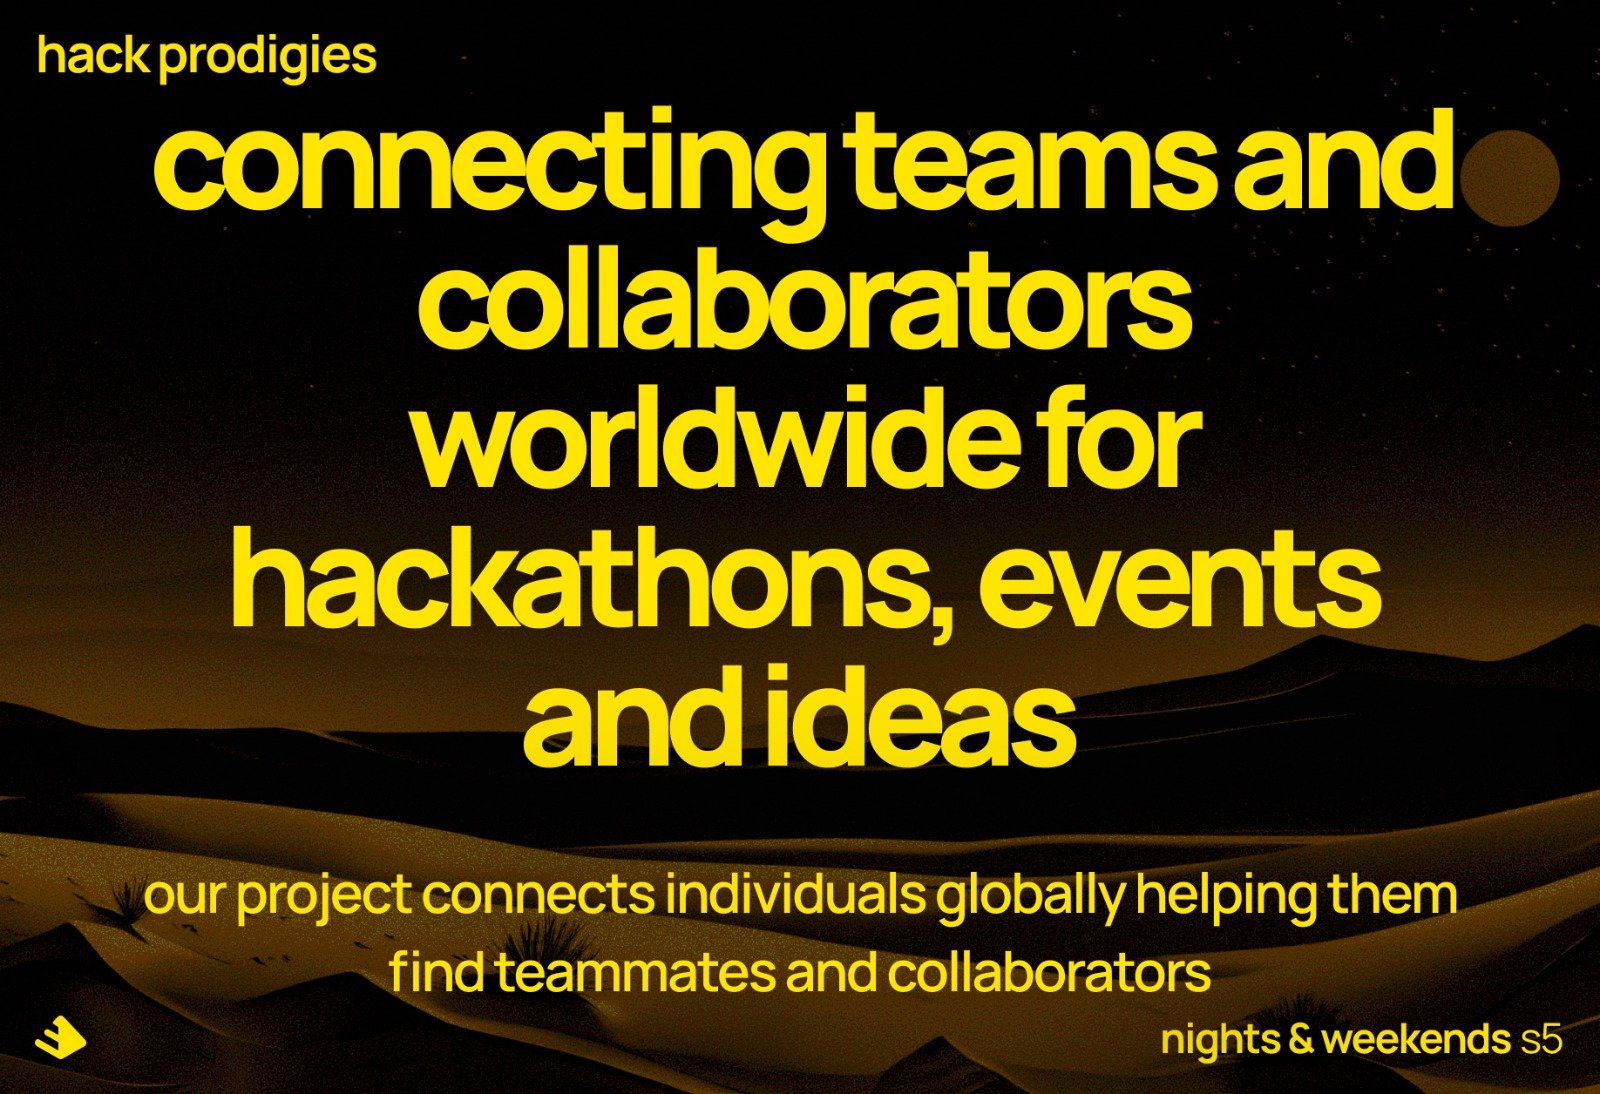 hack prodigies
connecting teams and
collaborators
worldwide for
hackathons, events
and ideas
our project connects individuals globally helping them
find teammates and collaborators
nights & weekends s5